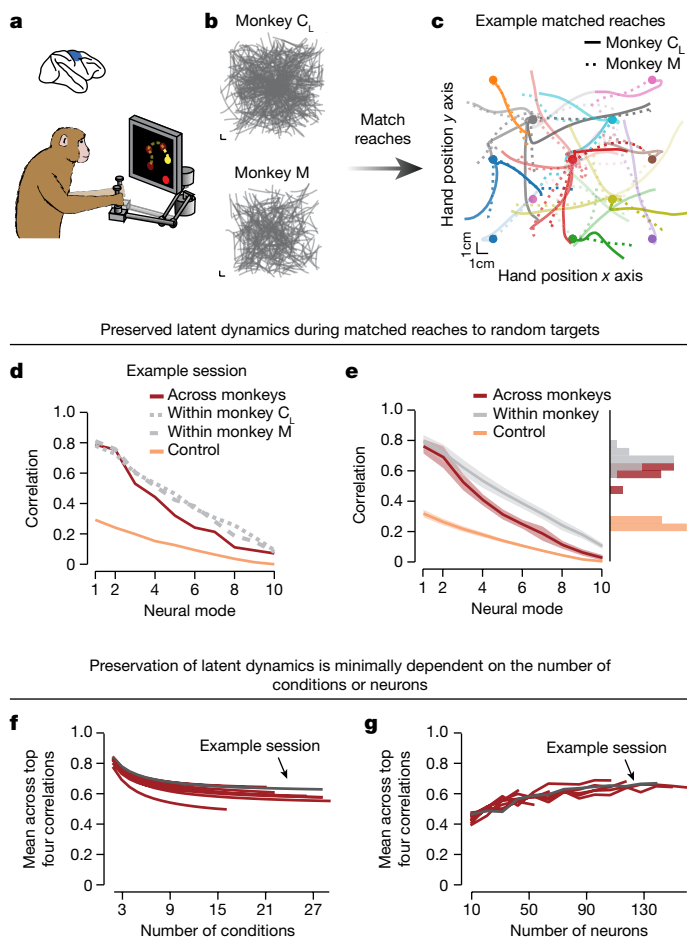 a
b
Monkey C_L
Monkey M
Match
reaches
c
Example matched reaches
Monkey C_L
Monkey M
Hand position y axis
1cm
1cm
Hand position x axis
Preserved latent dynamics during matched reaches to random targets
d
Example session
Across monkeys
Within monkey C_L
Within monkey M
Control
Correlation
1.0
0.8
0.6
0.4
0.2
0
1 2 4 6 8 10
Neural mode
e
Across monkeys
Within monkey
Control
Correlation
1.0
0.8
0.6
0.4
0.2
0
1 2 4 6 8 10
Neural mode
Preservation of latent dynamics is minimally dependent on the number of
conditions or neurons
f
Example session
Mean across top
four correlations
1.0
0.8
0.6
0.4
0.2
0
3 9 15 21 27
Number of conditions
g
Example session
Mean across top
four correlations
1.0
0.8
0.6
0.4
0.2
0
10 50 90 130
Number of neurons